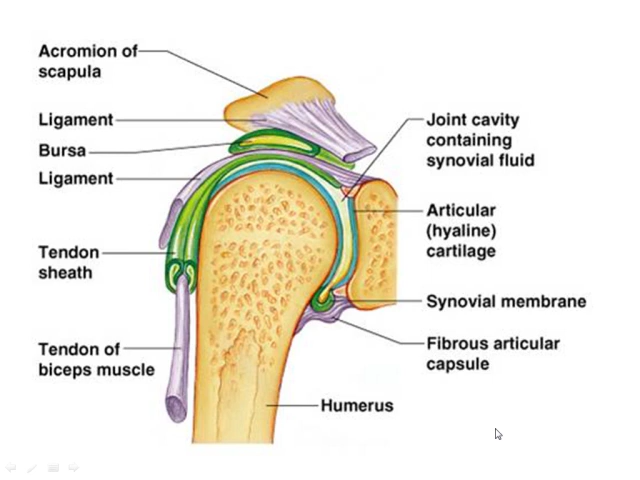 Acromion of
scapula
Ligament
Bursa
Ligament
Tendon
sheath
Tendon of
biceps muscle
Joint cavity
containing
synovial fluid
Articular
(hyaline)
cartilage
Synovial membrane
Fibrous articular
capsule
Humerus